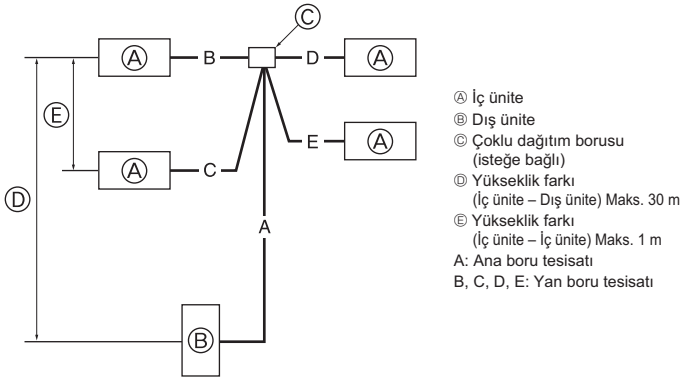 Ⓒ
Ⓐ B D Ⓐ
Ⓔ
Ⓐ C E Ⓐ
Ⓓ
A
Ⓑ
Ⓐ İç ünite
Ⓑ Dış ünite
Ⓒ Çoklu dağıtım borusu
(isteğe bağlı)
Ⓓ Yükseklik farkı
(İç ünite – Dış ünite) Maks. 30 m
Ⓔ Yükseklik farkı
(İç ünite – İç ünite) Maks. 1 m
A: Ana boru tesisatı
B, C, D, E: Yan boru tesisatı